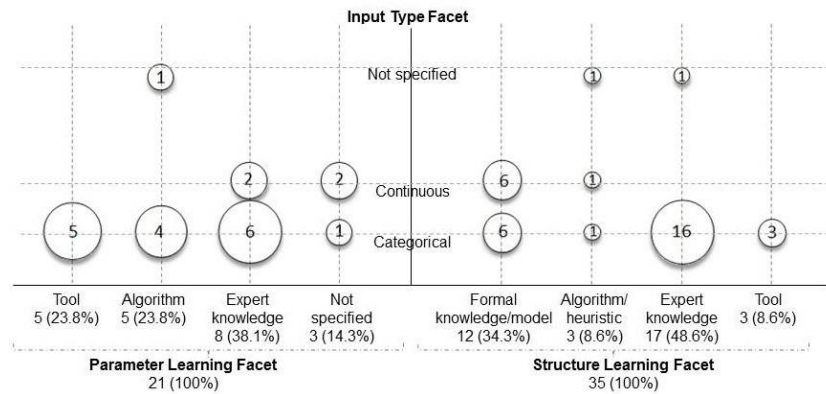 Input Type Facet
1 Not specified 1 1
2 2 Continuous 6 1
5 4 6 1 Categorical 6 1 16 3
Tool Algorithm Expert Not Formal Algorithm/ Expert Tool
5 (23.8%) 5 (23.8%) knowledge specified knowledge/model heuristic knowledge 3 (8.6%)
8 (38.1%) 3 (14.3%) 12 (34.3%) 3 (8.6%) 17 (48.6%)
Parameter Learning Facet Structure Learning Facet
21 (100%) 35 (100%)